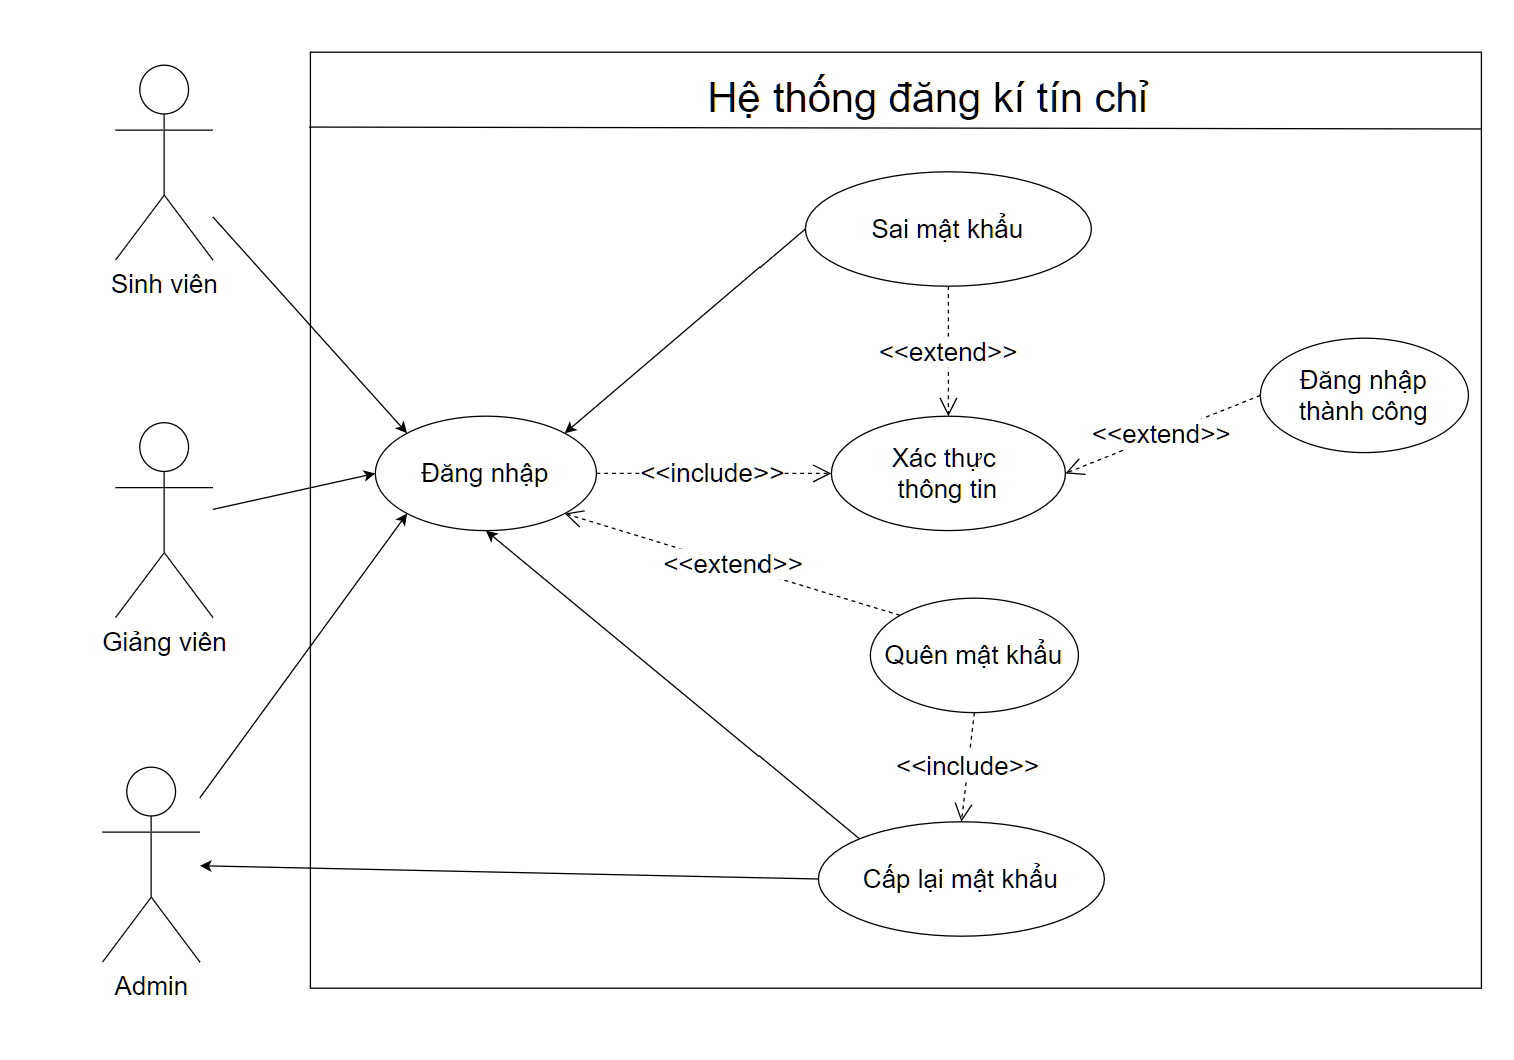 Hệ thống đăng kí tín chỉ
Sinh viên
Sai mật khẩu
<<extend>>
Đăng nhập
thành công
<<extend>>
Đăng nhập
<<include>>
Xác thực
thông tin
<<extend>>
Giảng viên
Quên mật khẩu
<<include>>
Cấp lại mật khẩu
Admin